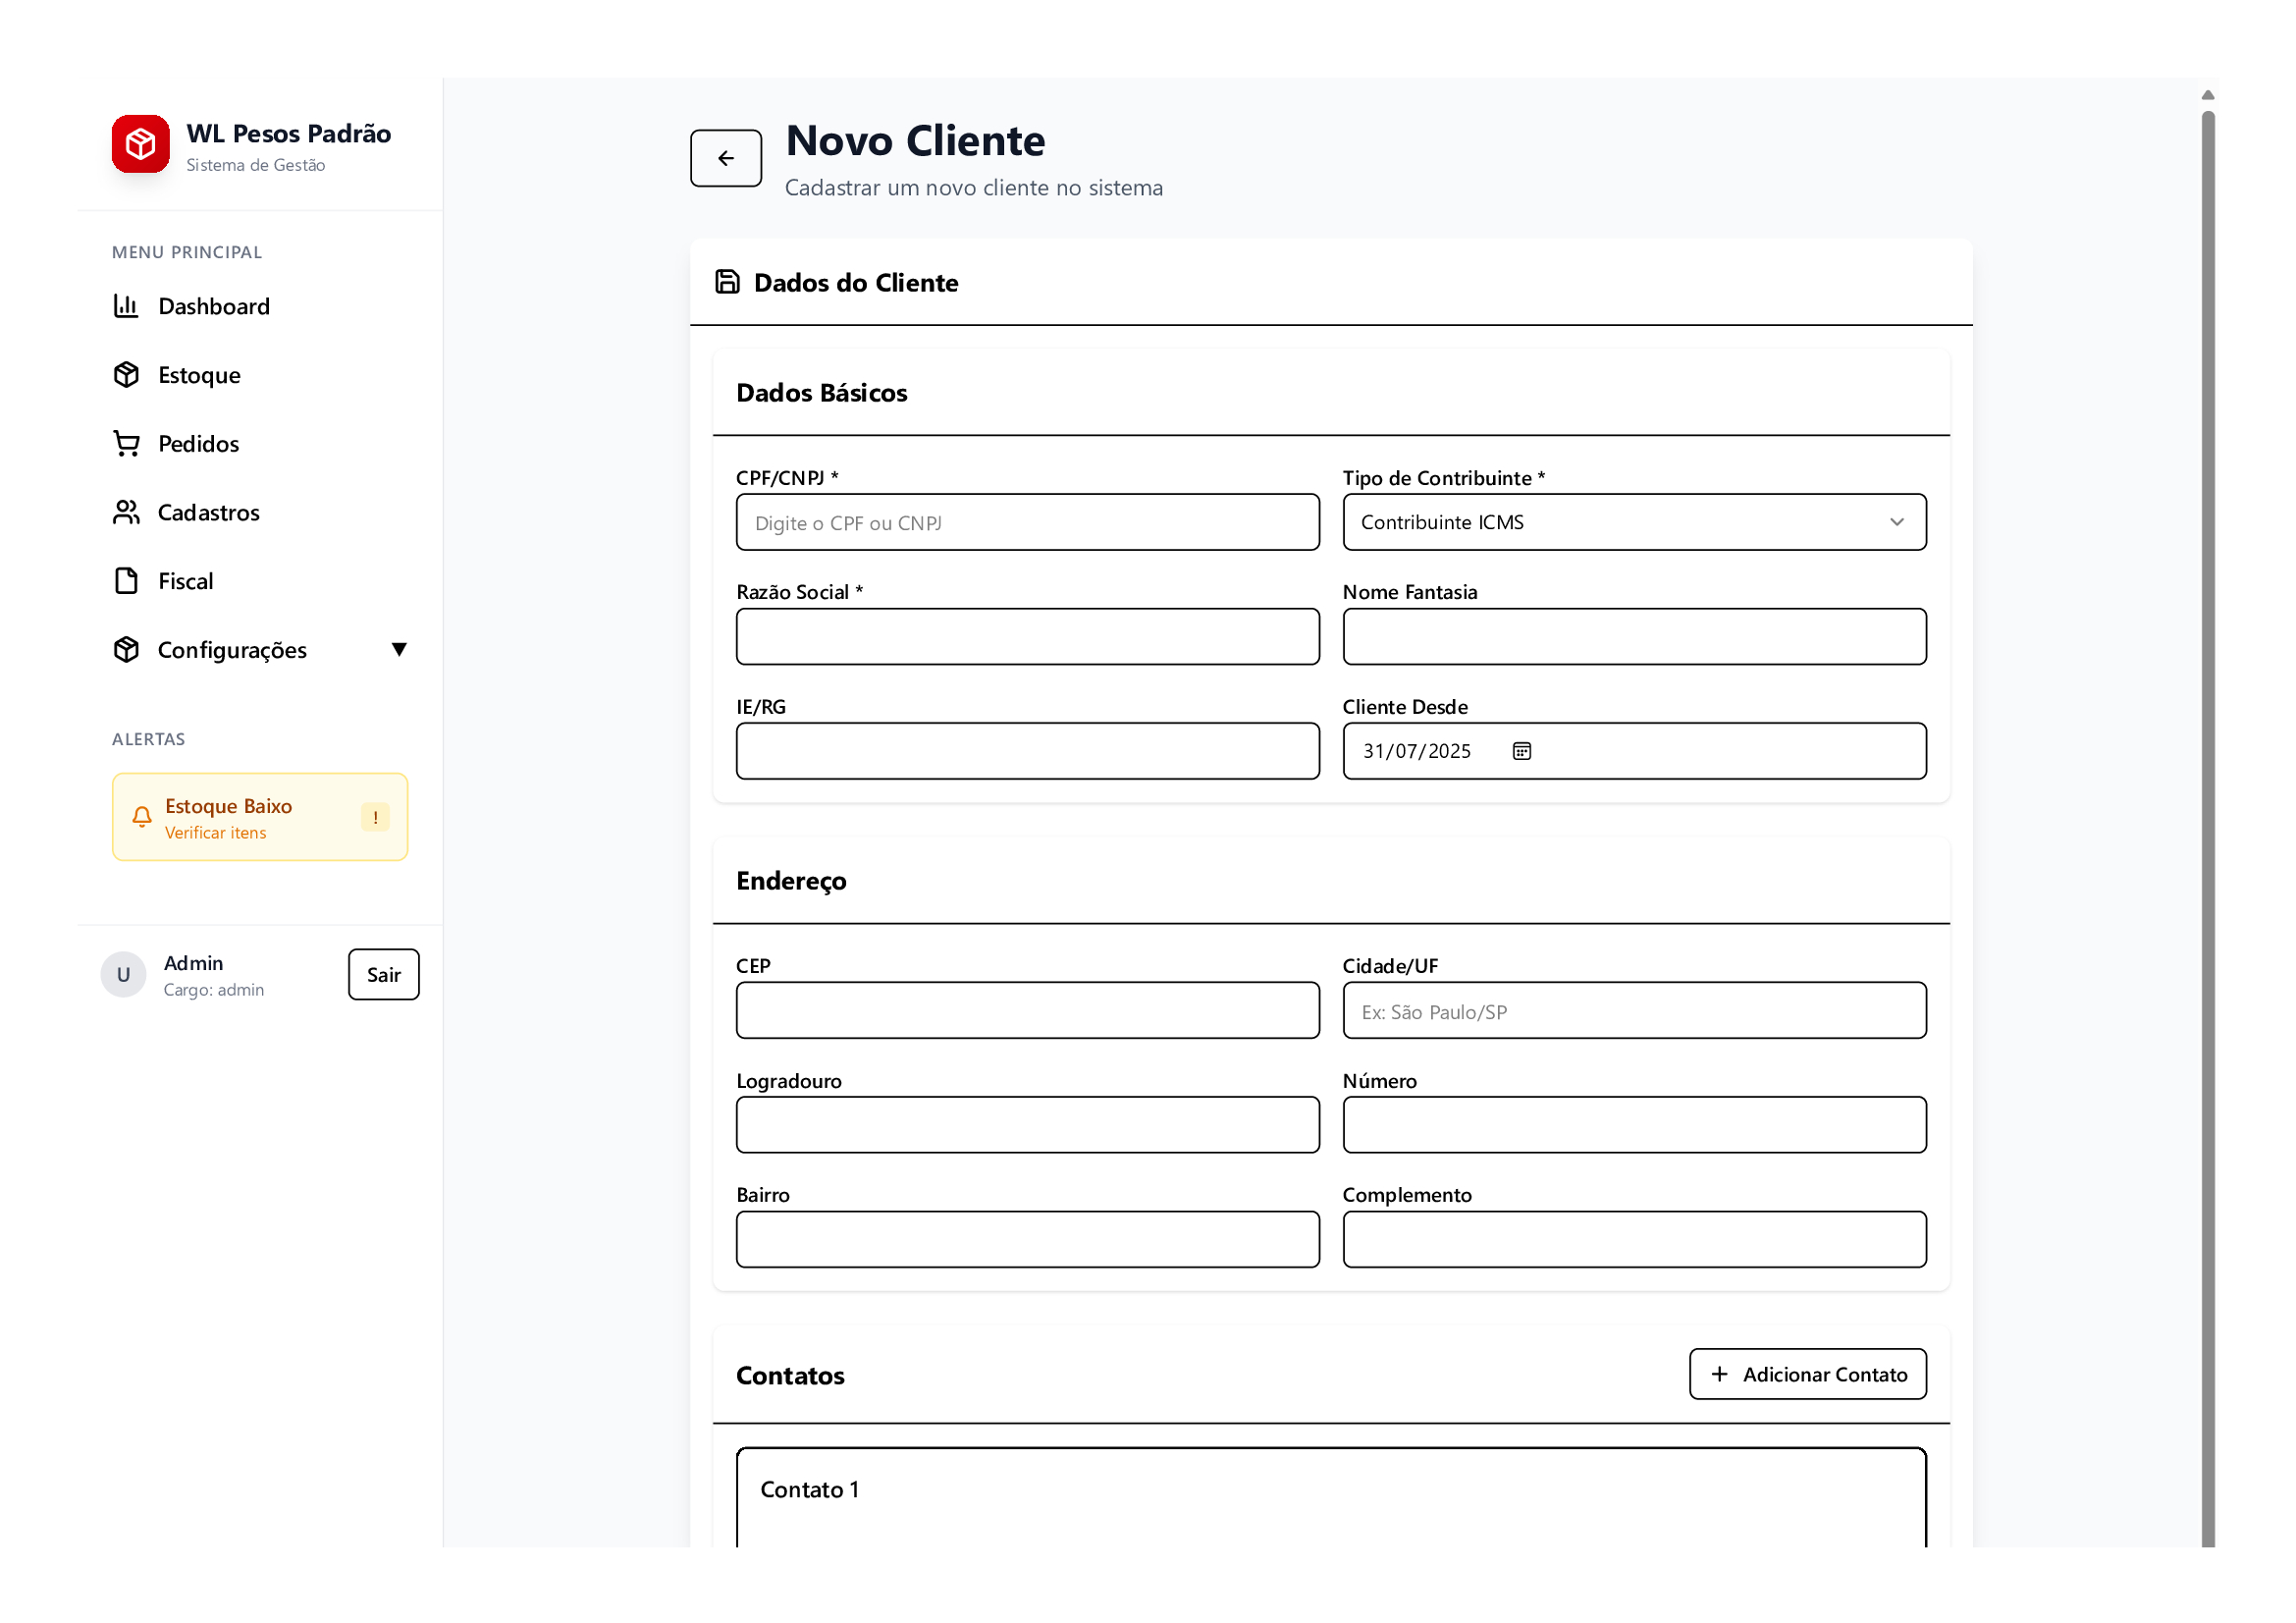 WL Pesos Padrão
Sistema de Gestão
MENU PRINCIPAL
Dashboard
Estoque
Pedidos
Cadastros
Fiscal
Configurações ▼
ALERTAS
Estoque Baixo
Verificar itens
!
U
Admin
Cargo: admin
Sair
Novo Cliente
Cadastrar um novo cliente no sistema
Dados do Cliente
Dados Básicos
CPF/CNPJ *
Digite o CPF ou CNPJ
Tipo de Contribuinte *
Contribuinte ICMS
Razão Social *
Nome Fantasia
IE/RG
Cliente Desde
31/07/2025
Endereço
CEP
Cidade/UF
Ex: São Paulo/SP
Logradouro
Número
Bairro
Complemento
Contatos
+ Adicionar Contato
Contato 1